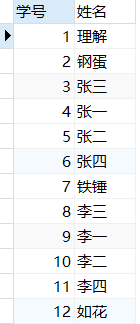 学号 姓名
1 理解
2 钢蛋
3 张三
4 张一
5 张二
6 张四
7 铁锤
8 李三
9 李一
10 李二
11 李四
12 如花